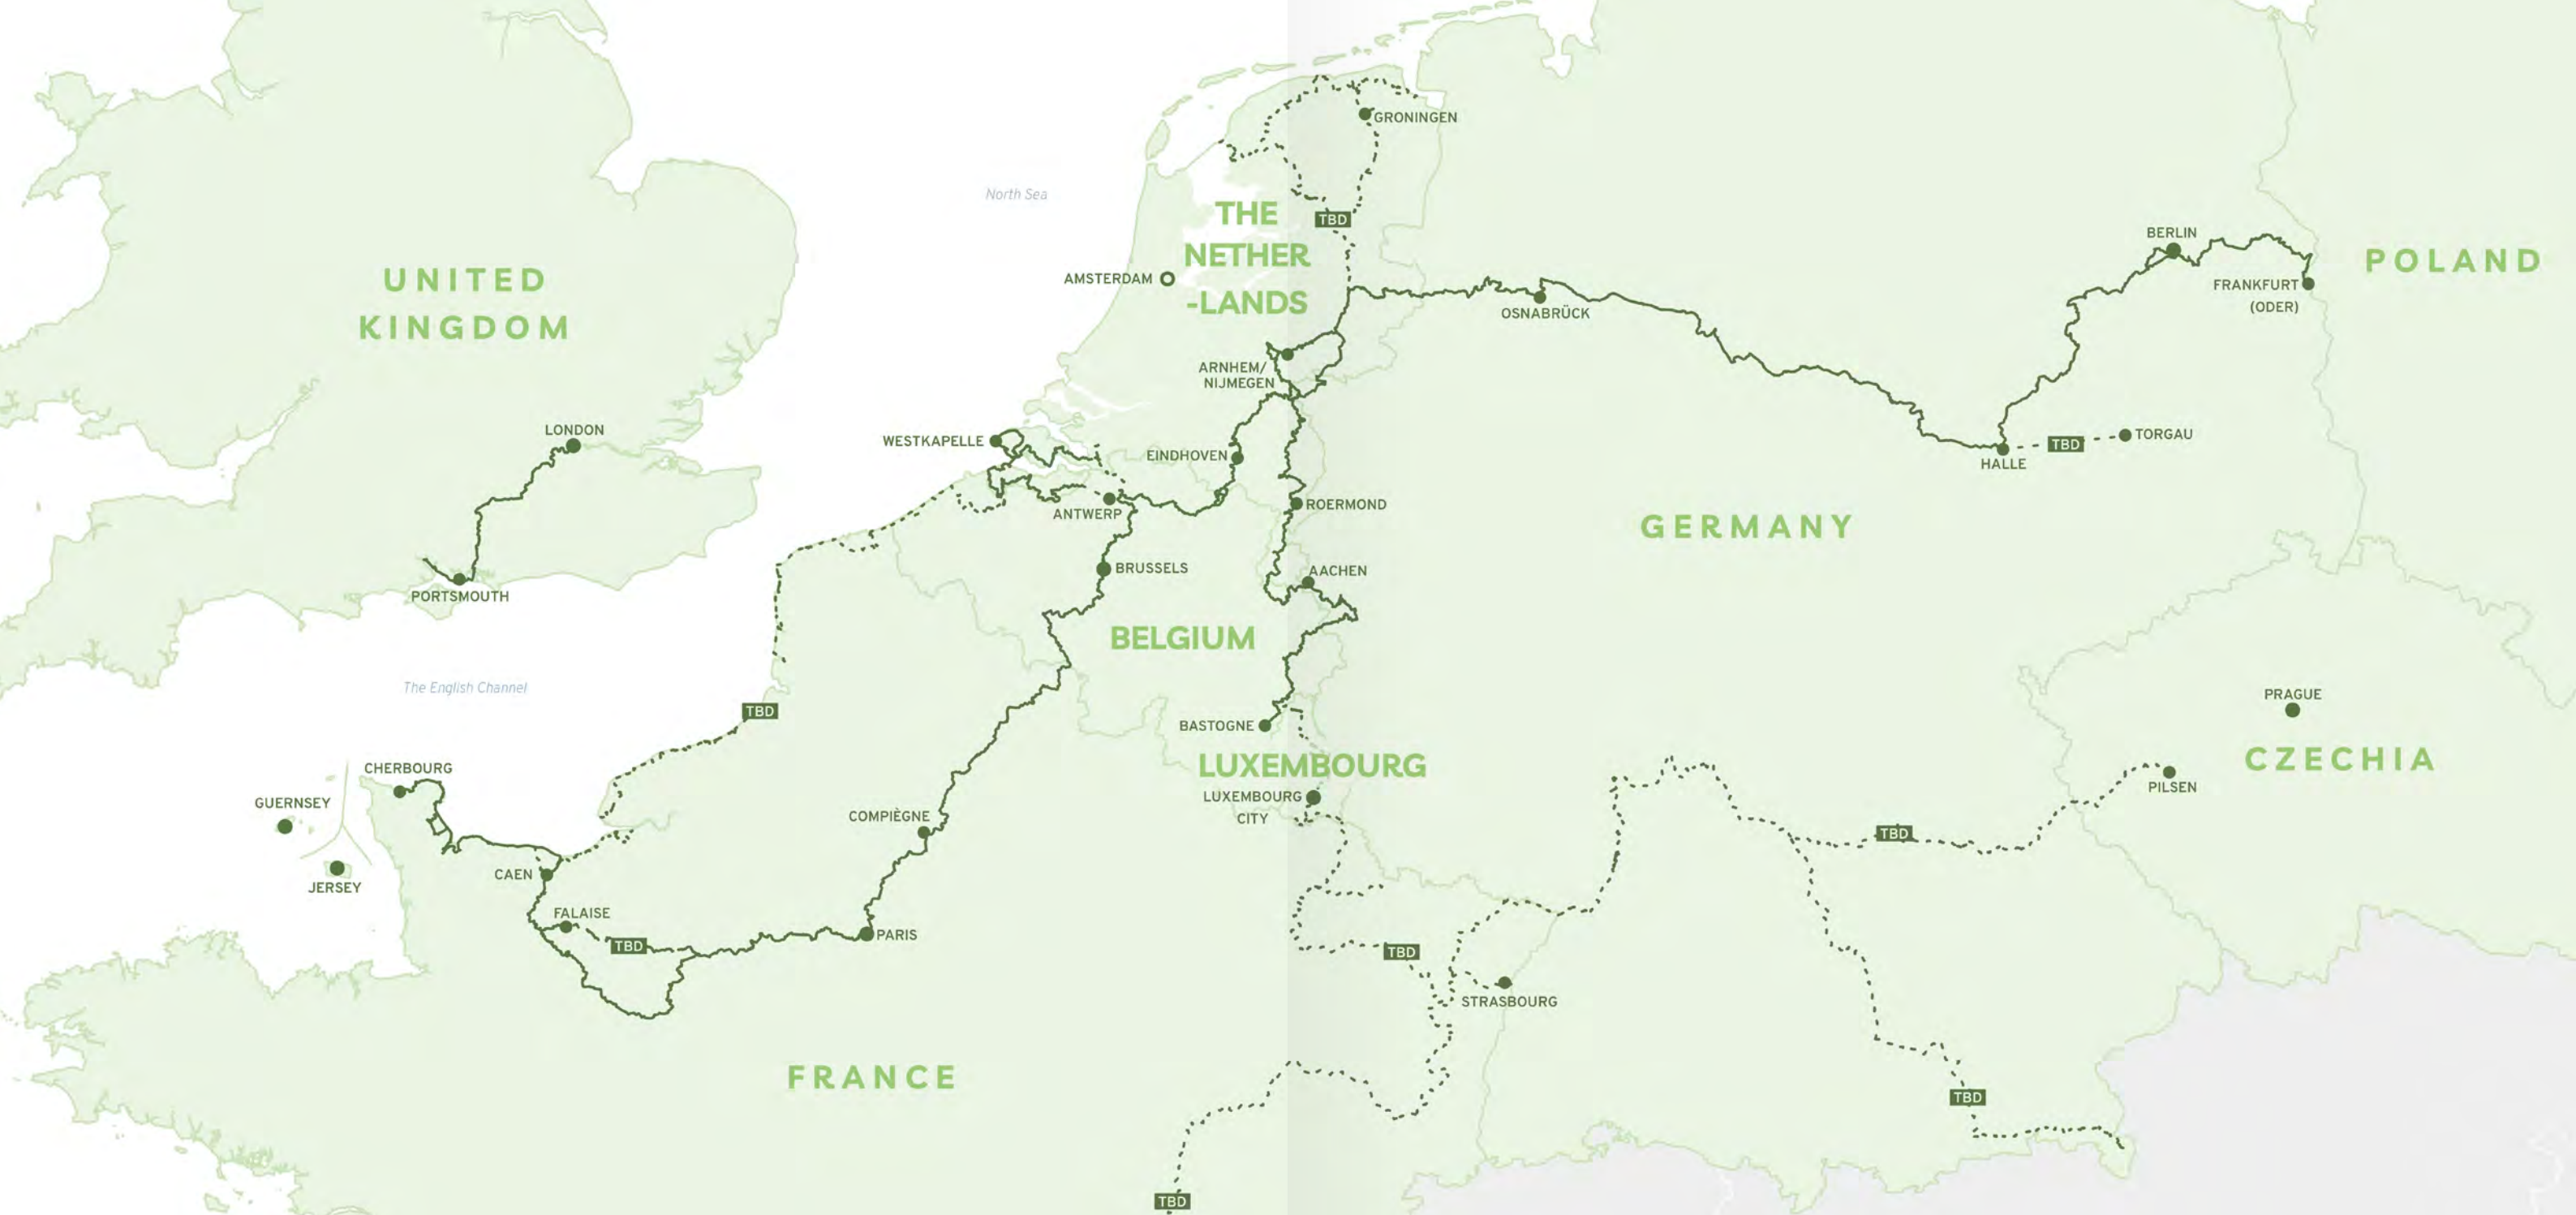 GRONINGEN
North Sea
THE
NETHER
-LANDS
TBD
AMSTERDAM
UNITED
KINGDOM
BERLIN
POLAND
FRANKFURT
(ODER)
OSNABRÜCK
ARNHEM/
NIJMEGEN
LONDON
WESTKAPELLE
EINDHOVEN
TBD
TORGAU
HALLE
ANTWERP
ROERMOND
GERMANY
PORTSMOUTH
BRUSSELS
AACHEN
BELGIUM
The English Channel
TBD
BASTOGNE
PRAGUE
CZECHIA
LUXEMBOURG
LUXEMBOURG
CITY
CHERBOURG
GUERNSEY
JERSEY
COMPIÈGNE
PILSEN
TBD
CAEN
FALAISE
TBD
PARIS
TBD
STRASBOURG
FRANCE
TBD
TBD